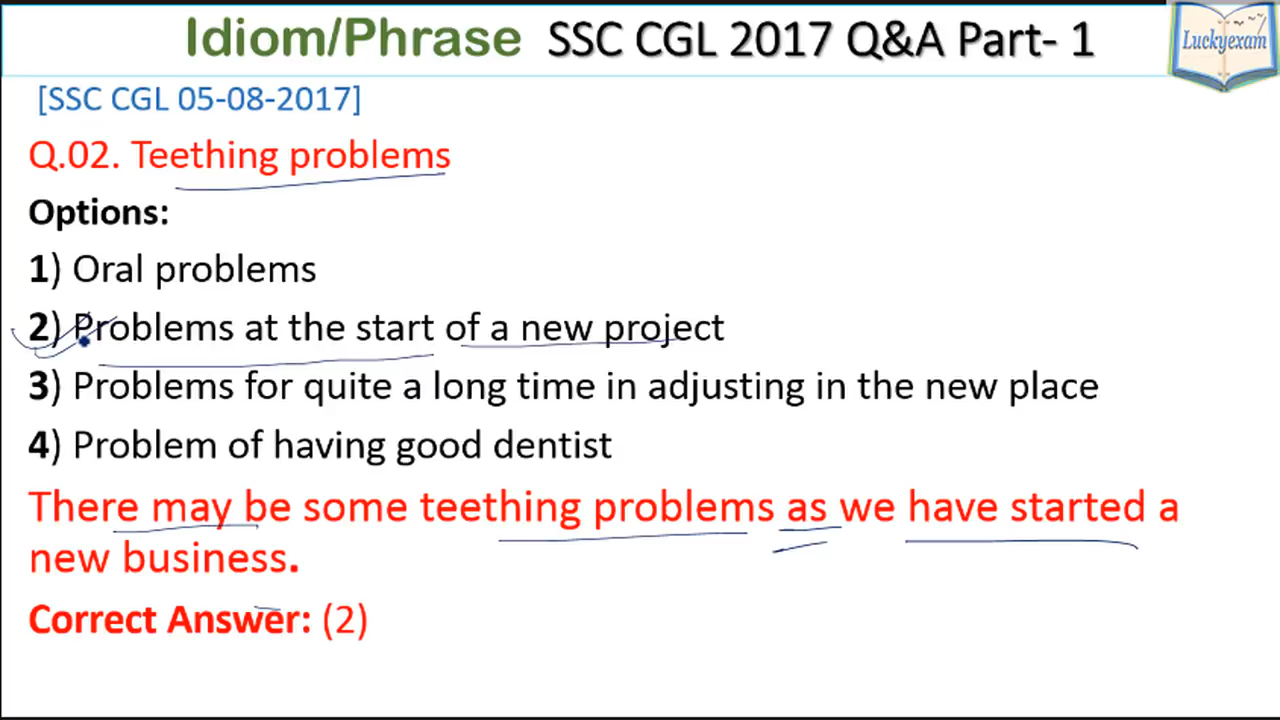 Idiom/Phrase SSC CGL 2017 Q&A Part- 1
Luckyexam
[SSC CGL 05-08-2017]
Q.02. Teething problems
Options:
1) Oral problems
2) Problems at the start of a new project
3) Problems for quite a long time in adjusting in the new place
4) Problem of having good dentist
There may be some teething problems as we have started a
new business.
Correct Answer: (2)